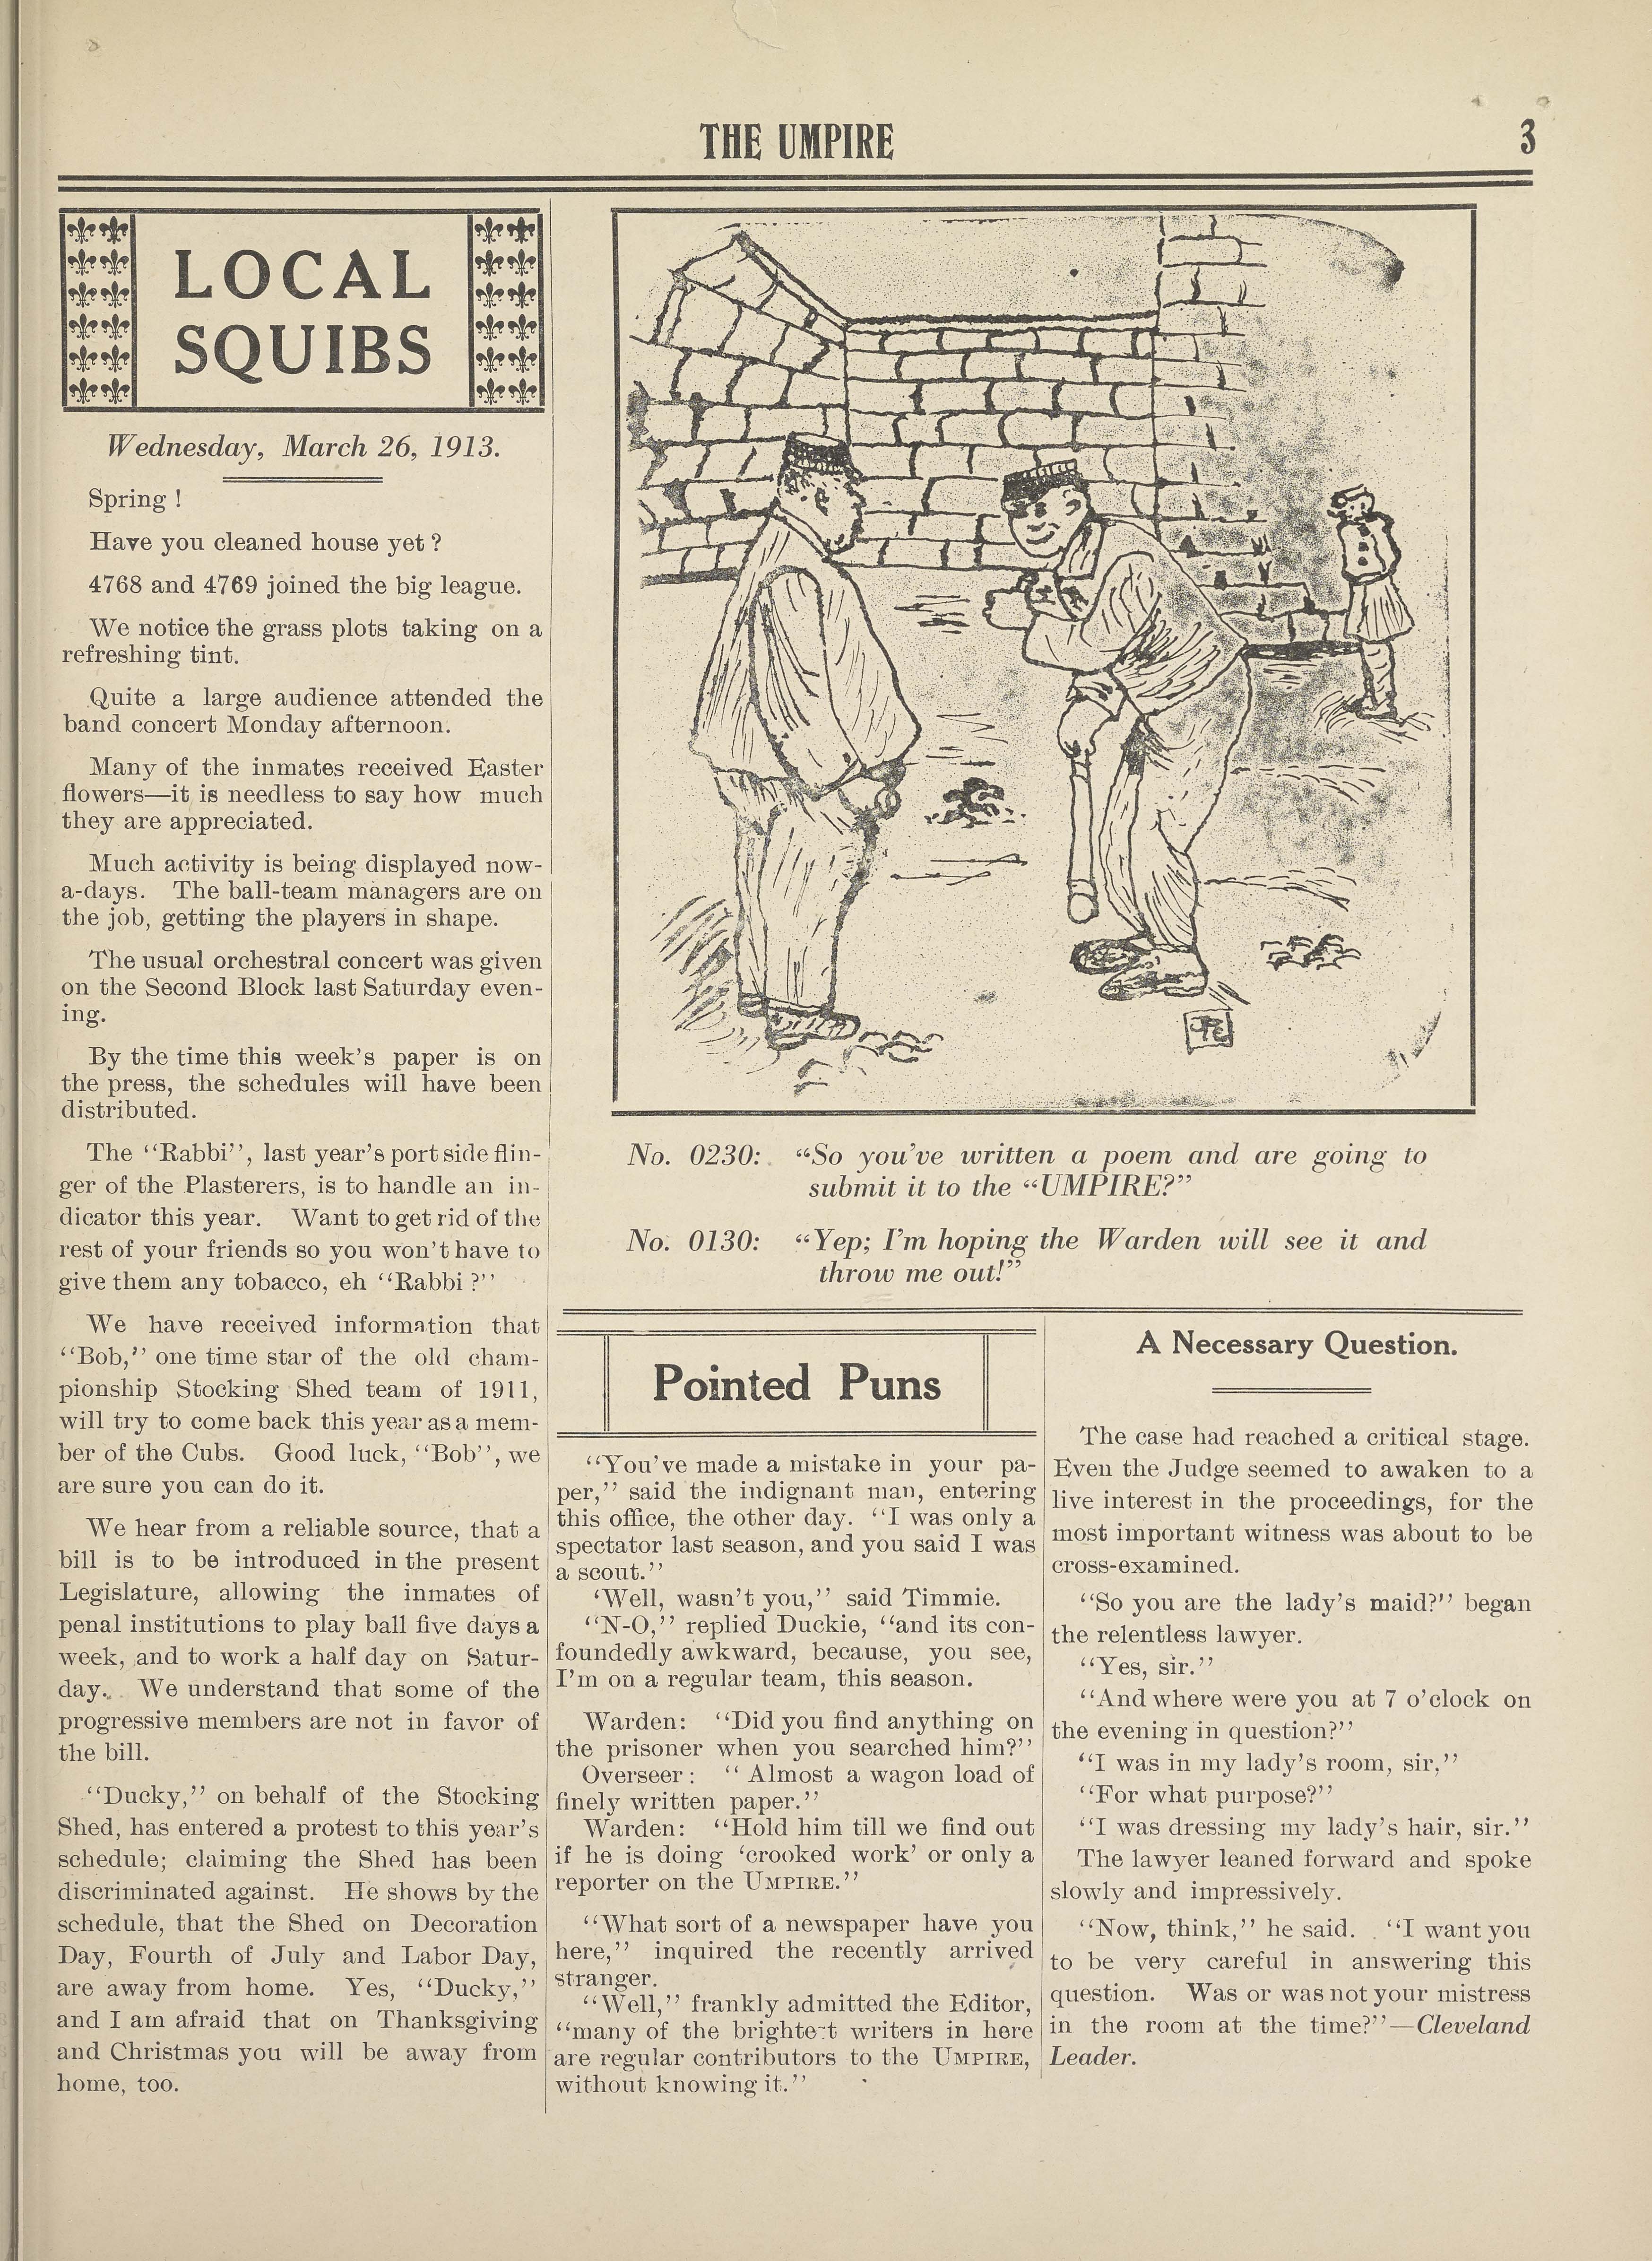 THE UMPIRE
3
LOCAL
SQUIBS
Wednesday, March 26, 1913.
Spring !
Have you cleaned house yet ?
4768 and 4769 joined the big league.
We notice the grass plots taking on a
refreshing tint.
Quite a large audience attended the
band concert Monday afternoon.
Many of the inmates received Easter
flowers—it is needless to say how much
they are appreciated.
Much activity is being displayed now-
a-days. The ball-team managers are on
the job, getting the players in shape.
The usual orchestral concert was given
on the Second Block last Saturday even-
ing.
By the time this week's paper is on
the press, the schedules will have been
distributed.
The ‘‘Rabbi’’, last year's port side flin-
ger of the Plasterers, is to handle an in-
dicator this year. Want to get rid of the
rest of your friends so you won't have to
give them any tobacco, eh ‘‘Rabbi ?’’
We have received information that
‘‘Bob,’’ one time star of the old cham-
pionship Stocking Shed team of 1911,
will try to come back this year as a mem-
ber of the Cubs. Good luck, ‘‘Bob’’, we
are sure you can do it.
We hear from a reliable source, that a
bill is to be introduced in the present
Legislature, allowing the inmates of
penal institutions to play ball five days a
week, and to work a half day on Satur-
day. We understand that some of the
progressive members are not in favor of
the bill.
‘‘Ducky,’’ on behalf of the Stocking
Shed, has entered a protest to this year's
schedule; claiming the Shed has been
discriminated against. He shows by the
schedule, that the Shed on Decoration
Day, Fourth of July and Labor Day,
are away from home. Yes, ‘‘Ducky,’’
and I am afraid that on Thanksgiving
and Christmas you will be away from
home, too.
No. 0230: “So you've written a poem and are going to
submit it to the “UMPIRE?”
No. 0130: “Yep; I'm hoping the Warden will see it and
throw me out!”
Pointed Puns
‘‘You've made a mistake in your pa-
per,’’ said the indignant man, entering
this office, the other day. ‘‘I was only a
spectator last season, and you said I was
a scout.’’
‘Well, wasn't you,’’ said Timmie.
‘‘N-O,’’ replied Duckie, ‘‘and its con-
foundedly awkward, because, you see,
I'm on a regular team, this season.
Warden: ‘‘Did you find anything on
the prisoner when you searched him?’’
Overseer : ‘‘ Almost a wagon load of
finely written paper.’’
Warden: ‘‘Hold him till we find out
if he is doing ‘crooked work’ or only a
reporter on the UMPIRE.’’
‘‘What sort of a newspaper have you
here,’’ inquired the recently arrived
stranger.
‘‘Well,’’ frankly admitted the Editor,
‘‘many of the brightest writers in here
are regular contributors to the UMPIRE,
without knowing it.’’
A Necessary Question.
The case had reached a critical stage.
Even the Judge seemed to awaken to a
live interest in the proceedings, for the
most important witness was about to be
cross-examined.
‘‘So you are the lady's maid?’’ began
the relentless lawyer.
‘‘Yes, sir.’’
‘‘And where were you at 7 o'clock on
the evening in question?’’
‘‘I was in my lady's room, sir,’’
‘‘For what purpose?’’
‘‘I was dressing my lady's hair, sir.’’
The lawyer leaned forward and spoke
slowly and impressively.
‘‘Now, think,’’ he said. ‘‘I want you
to be very careful in answering this
question. Was or was not your mistress
in the room at the time?’’—Cleveland
Leader.